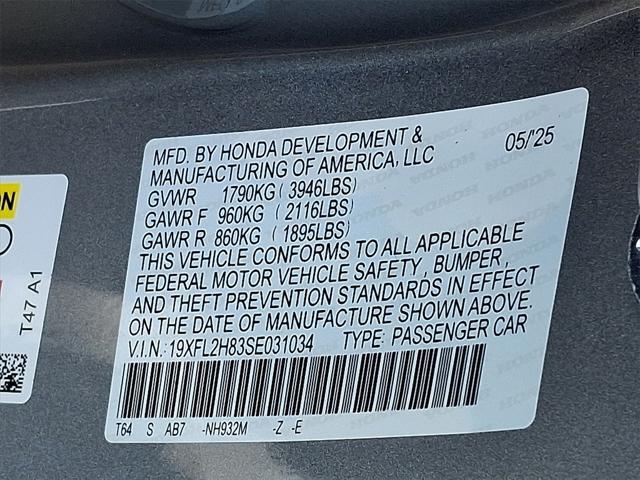 MFD. BY HONDA DEVELOPMENT & 05/'25
MANUFACTURING OF AMERICA, LLC
GVWR 1790KG (3946LBS)
GAWR F 960KG (2116LBS)
GAWR R 860KG (1895LBS)
THIS VEHICLE CONFORMS TO ALL APPLICABLE
FEDERAL MOTOR VEHICLE SAFETY, BUMPER,
AND THEFT PREVENTION STANDARDS IN EFFECT
ON THE DATE OF MANUFACTURE SHOWN ABOVE.
V.I.N.: 19XFL2H83SE031034 TYPE: PASSENGER CAR
T64 S AB7 -NH932M -Z -E
ON
T47 A1
HONDA